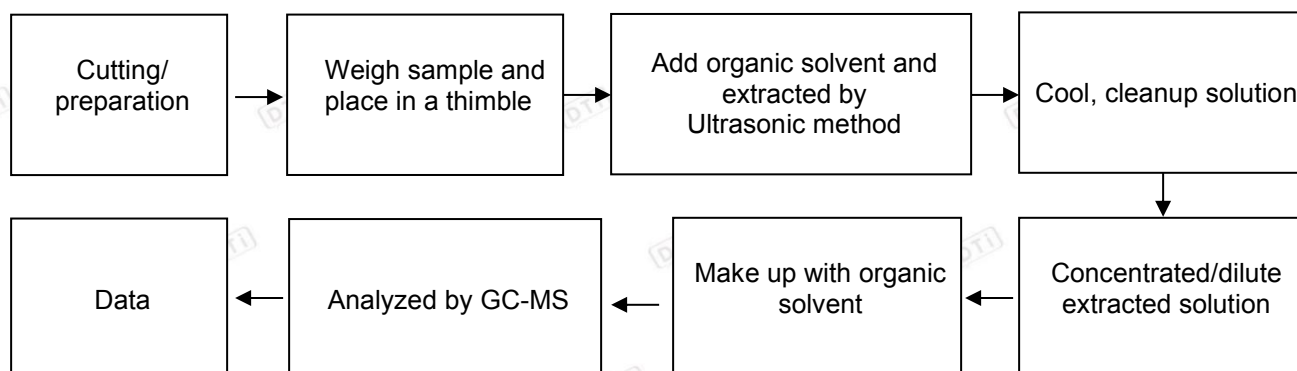 Cutting/
preparation
Weigh sample and
place in a thimble
Add organic solvent and
extracted by
Ultrasonic method
Cool, cleanup solution
Concentrated/dilute
extracted solution
Make up with organic
solvent
Analyzed by GC-MS
Data